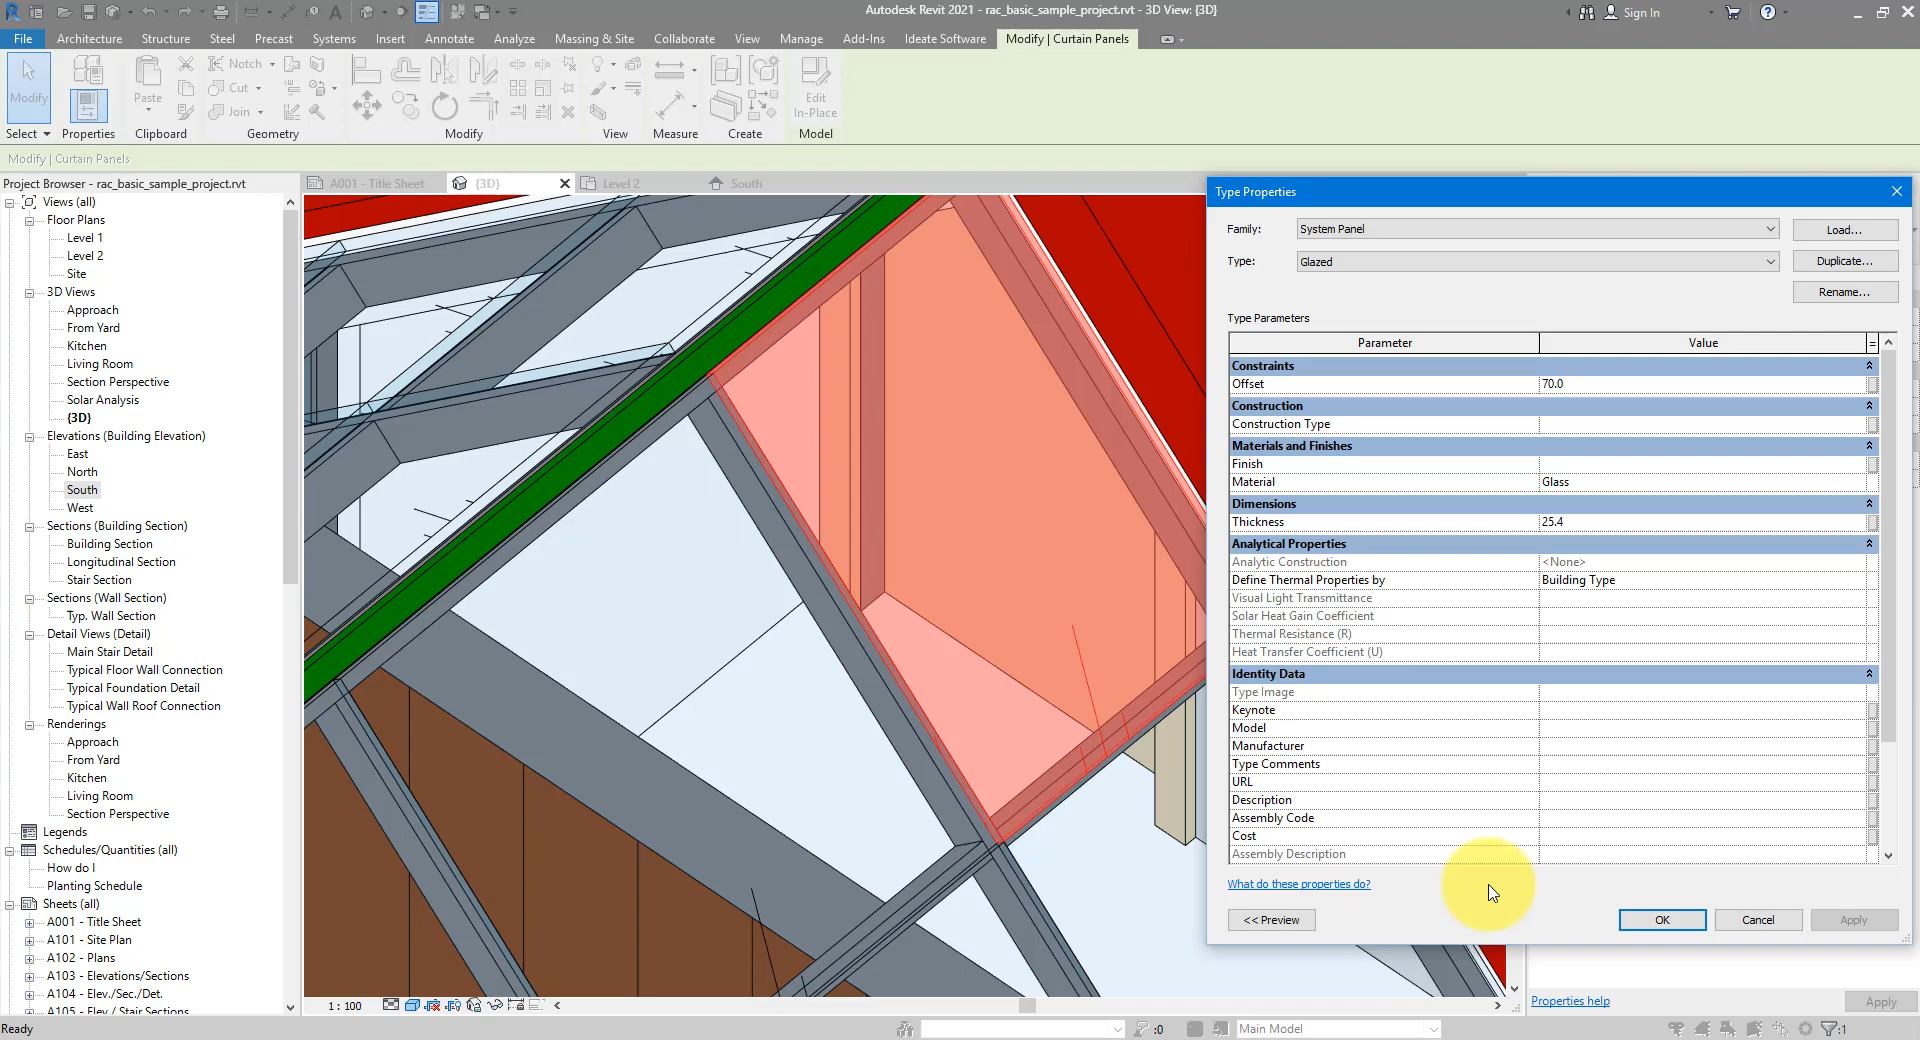 Autodesk Revit 2021 - rac_basic_sample_project.rvt - 3D View: {3D}
Sign In
File Architecture Structure Steel Precast Systems Insert Annotate Analyze Massing & Site Collaborate View Manage Add-Ins Ideate Software Modify | Curtain Panels
Modify
Paste
Notch
Cut
Join
Edit
In-Place
Select Properties Clipboard Geometry Modify View Measure Create Model
Modify | Curtain Panels
Project Browser - rac_basic_sample_project.rvt
A001 - Title Sheet
{3D}
Level 2
South
Views (all)
Floor Plans
Level 1
Level 2
Site
3D Views
Approach
From Yard
Kitchen
Living Room
Section Perspective
Solar Analysis
{3D}
Elevations (Building Elevation)
East
North
South
West
Sections (Building Section)
Building Section
Longitudinal Section
Stair Section
Sections (Wall Section)
Typ. Wall Section
Detail Views (Detail)
Main Stair Detail
Typical Floor Wall Connection
Typical Foundation Detail
Typical Wall Roof Connection
Renderings
Approach
From Yard
Kitchen
Living Room
Section Perspective
Legends
Schedules/Quantities (all)
How do I
Planting Schedule
Sheets (all)
A001 - Title Sheet
A101 - Site Plan
A102 - Plans
A103 - Elevations/Sections
A104 - Elev./Sec./Det.
A105 - Elev./ Stair Sections
Type Properties
Family: System Panel Load...
Type: Glazed Duplicate...
Rename...
Type Parameters
Parameter Value =
Constraints
Offset 70.0
Construction
Construction Type
Materials and Finishes
Finish
Material Glass
Dimensions
Thickness 25.4
Analytical Properties
Analytic Construction <None>
Define Thermal Properties by Building Type
Visual Light Transmittance
Solar Heat Gain Coefficient
Thermal Resistance (R)
Heat Transfer Coefficient (U)
Identity Data
Type Image
Keynote
Model
Manufacturer
Type Comments
URL
Description
Assembly Code
Cost
Assembly Description
What do these properties do?
<< Preview OK Cancel Apply
1 : 100
Properties help Apply
Ready
:0
Main Model
:1